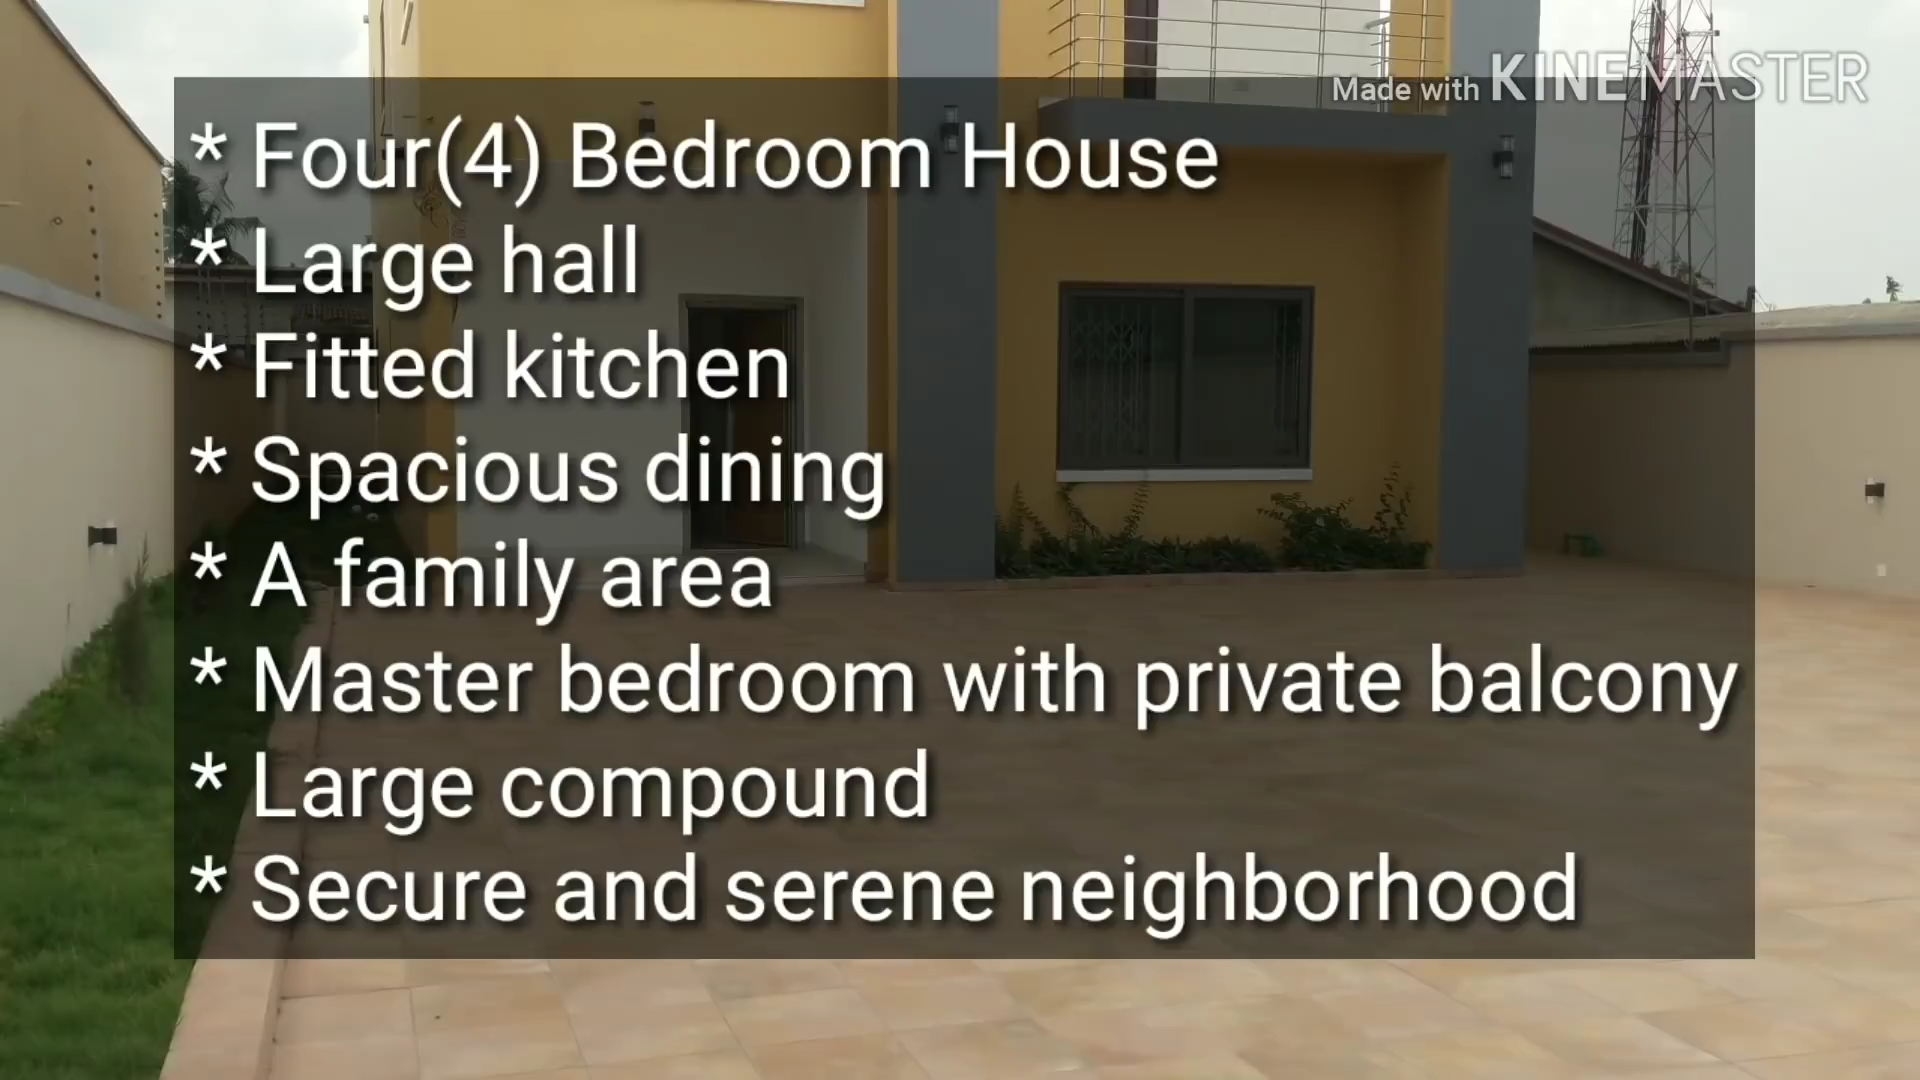 Made with KINEMASTER
* Four(4) Bedroom House
* Large hall
* Fitted kitchen
* Spacious dining
* A family area
* Master bedroom with private balcony
* Large compound
* Secure and serene neighborhood